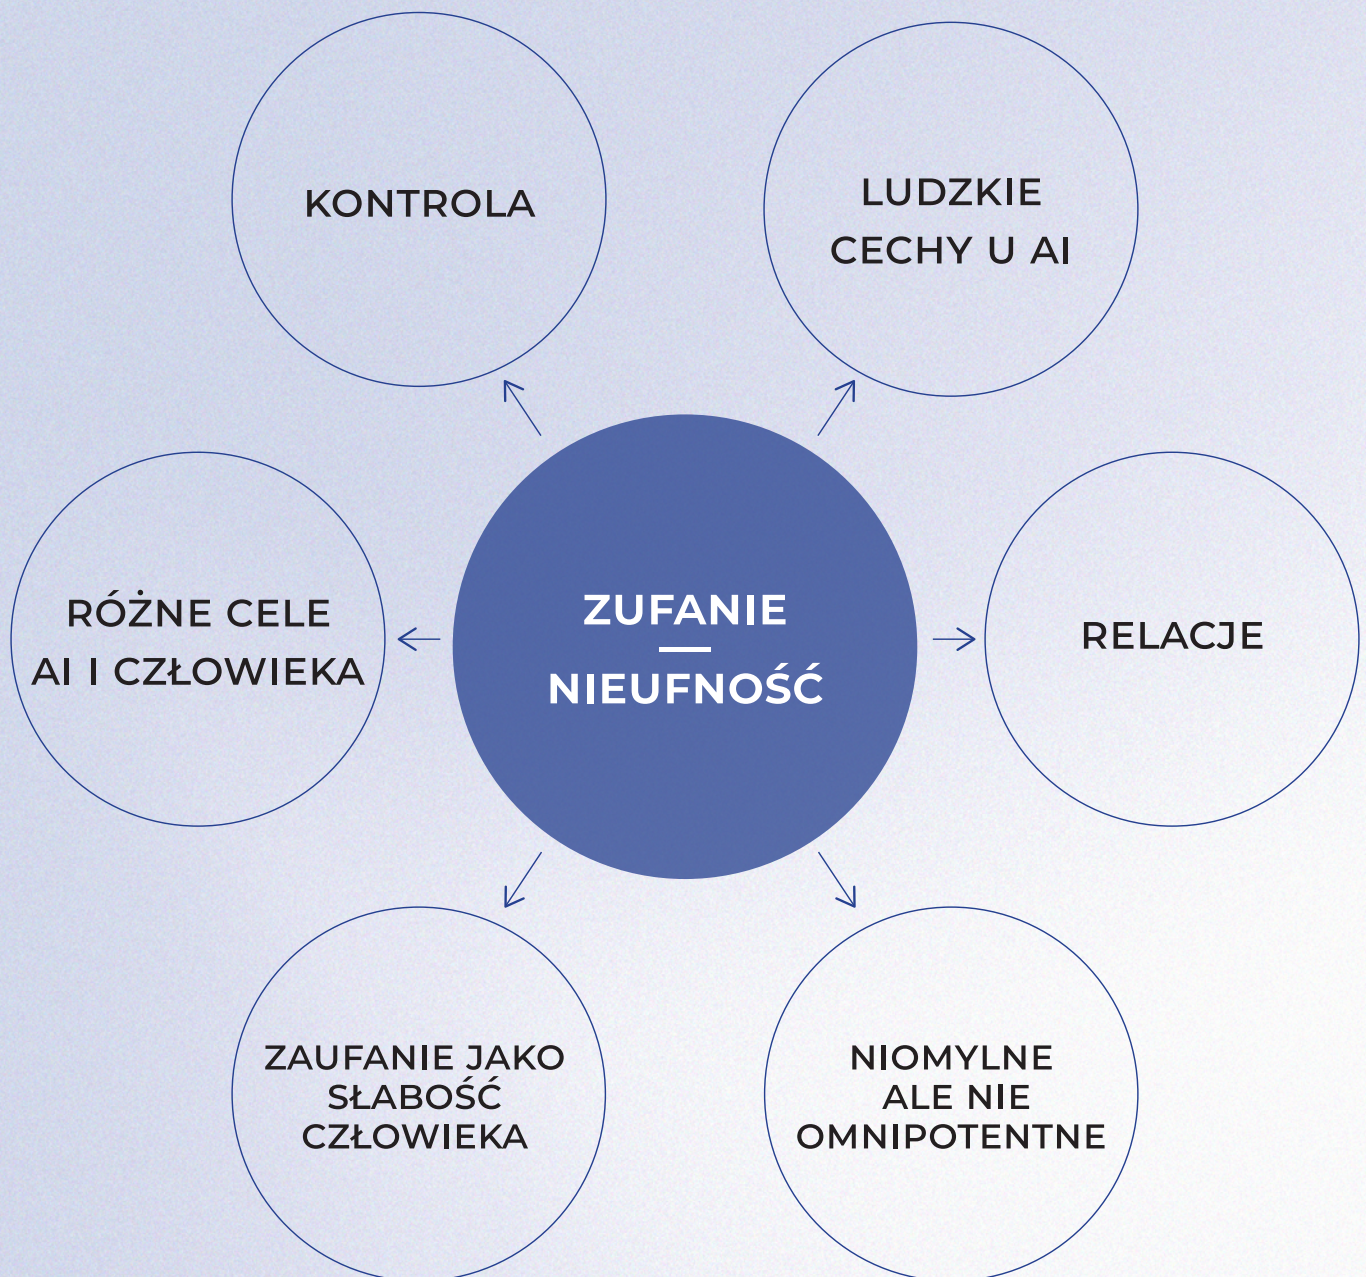 KONTROLA
LUDZKIE
CECHY U AI
RÓŻNE CELE
AI I CZŁOWIEKA
ZUFANIE
NIEUFNOŚĆ
RELACJE
ZAUFANIE JAKO
SŁABOŚĆ
CZŁOWIEKA
NIOMYLNE
ALE NIE
OMNIPOTENTNE